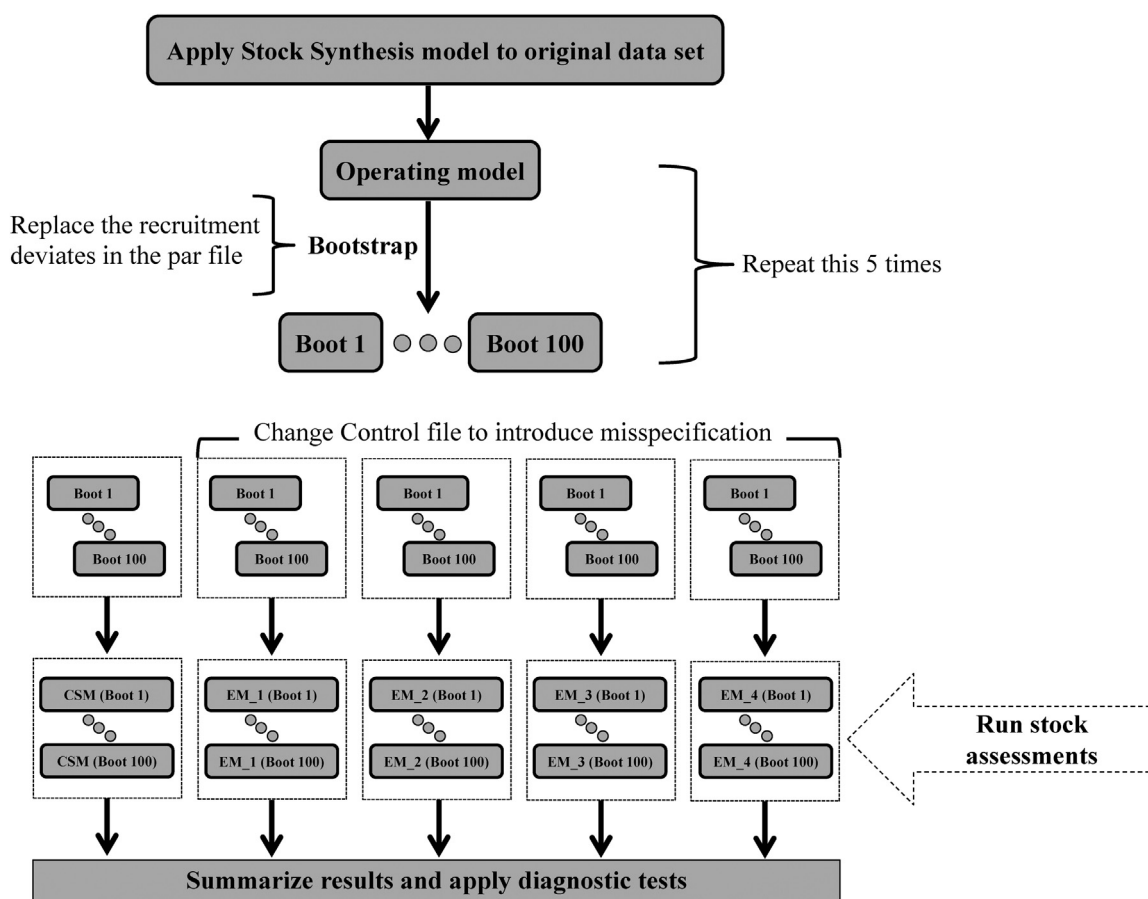 Apply Stock Synthesis model to original data set
Operating model
Replace the recruitment
deviates in the par file
Bootstrap
Repeat this 5 times
Boot 1
Boot 100
Change Control file to introduce misspecification
Boot 1
Boot 1
Boot 1
Boot 1
Boot 1
Boot 100
Boot 100
Boot 100
Boot 100
Boot 100
CSM (Boot 1)
EM_1 (Boot 1)
EM_2 (Boot 1)
EM_3 (Boot 1)
EM_4 (Boot 1)
CSM (Boot 100)
EM_1 (Boot 100)
EM_2 (Boot 100)
EM_3 (Boot 100)
EM_4 (Boot 100)
Run stock
assessments
Summarize results and apply diagnostic tests